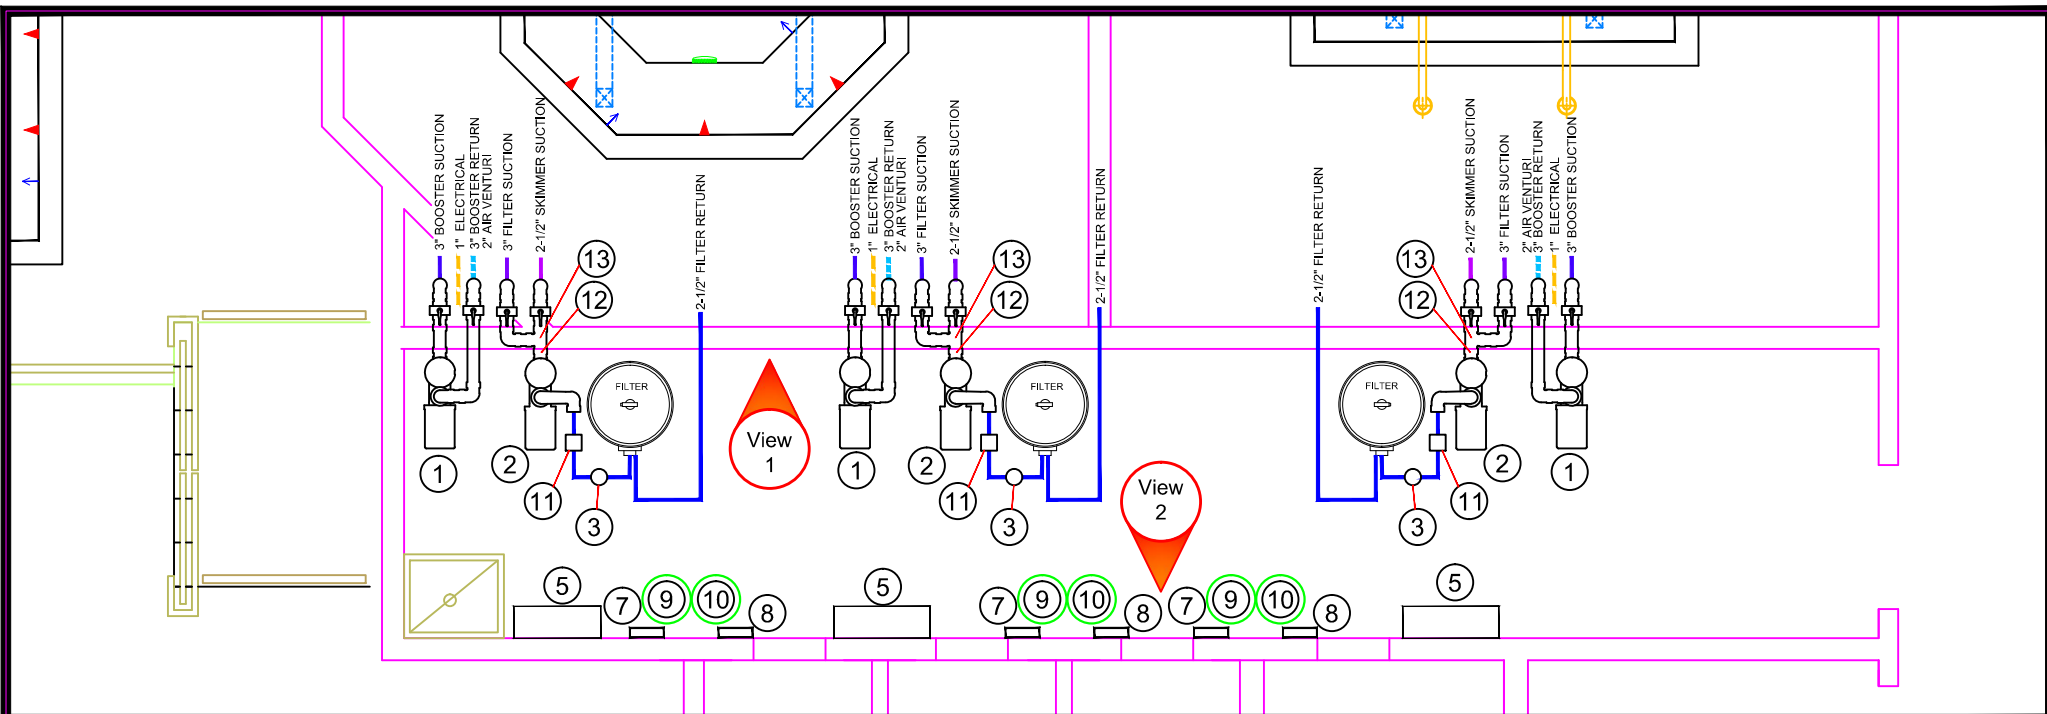 3" BOOSTER SUCTION
1" ELECTRICAL
3" BOOSTER RETURN
2" AIR VENTURI
3" FILTER SUCTION
2-1/2" SKIMMER SUCTION
2-1/2" FILTER RETURN
3" BOOSTER SUCTION
1" ELECTRICAL
3" BOOSTER RETURN
2" AIR VENTURI
3" FILTER SUCTION
2-1/2" SKIMMER SUCTION
2-1/2" FILTER RETURN
2-1/2" FILTER RETURN
2-1/2" SKIMMER SUCTION
3" FILTER SUCTION
2" AIR VENTURI
3" BOOSTER RETURN
1" ELECTRICAL
3" BOOSTER SUCTION
13
12
13
12
13
12
FILTER
FILTER
FILTER
View
1
1
2
11
3
1
2
11
3
View
2
3
11
2
1
5
7
9
10
8
5
7
9
10
8
7
9
10
8
5